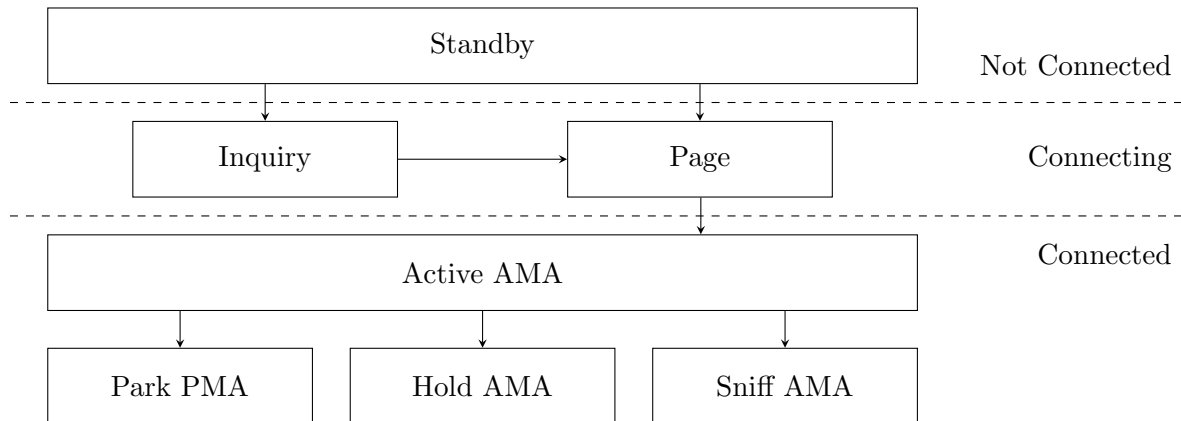 Standby
Not Connected
Inquiry
Page
Connecting
Active AMA
Connected
Park PMA
Hold AMA
Sniff AMA